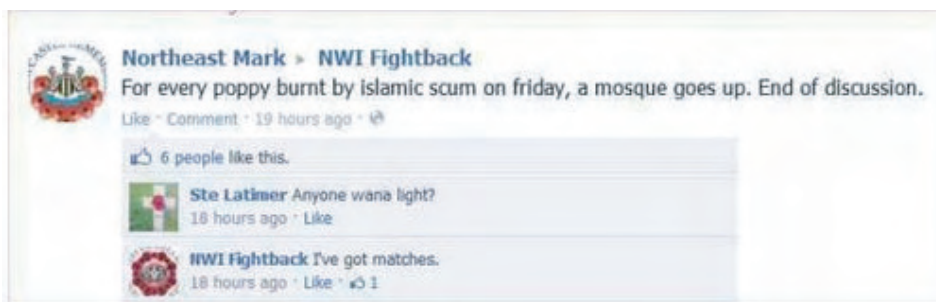 Northeast Mark ▸ NWI Fightback
For every poppy burnt by islamic scum on friday, a mosque goes up. End of discussion.
Like · Comment · 19 hours ago ·
6 people like this.
Ste Latimer Anyone wana light?
18 hours ago · Like
NWI Fightback I've got matches.
18 hours ago · Like · 1